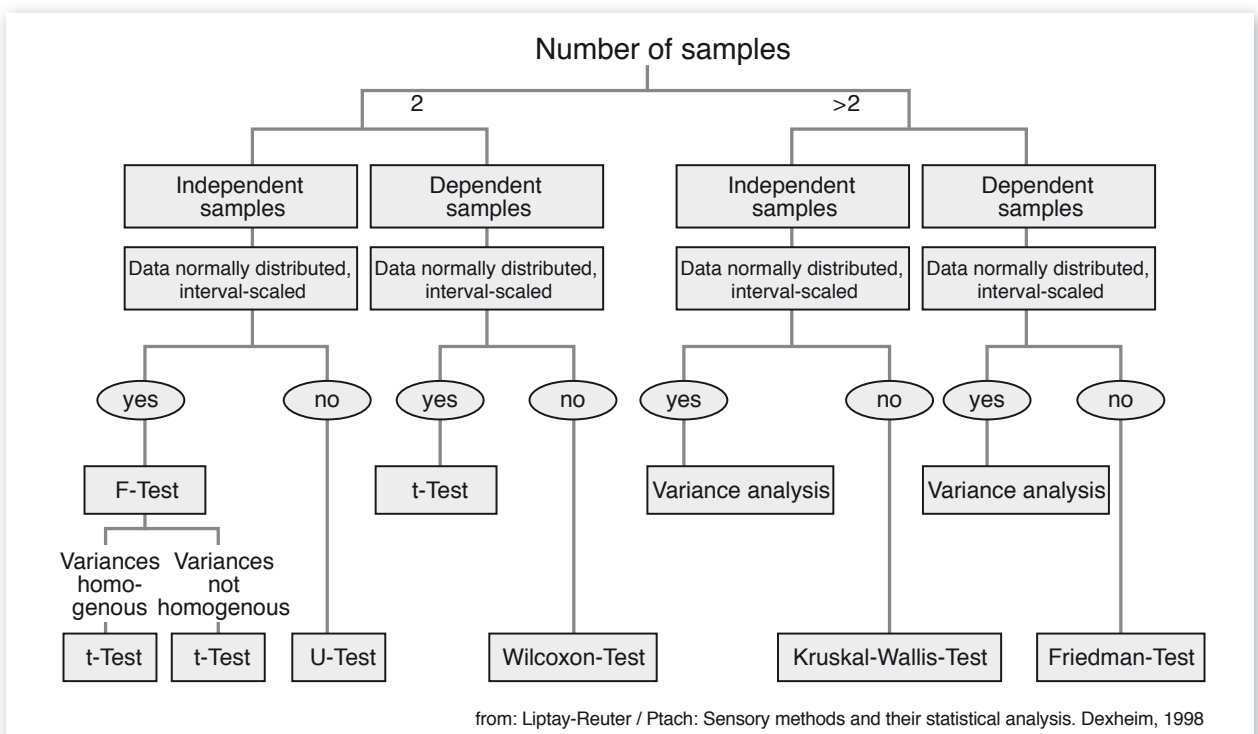 Number of samples
2
>2
Independent
samples
Dependent
samples
Independent
samples
Dependent
samples
Data normally distributed,
interval-scaled
Data normally distributed,
interval-scaled
Data normally distributed,
interval-scaled
Data normally distributed,
interval-scaled
yes
no
yes
no
yes
no
yes
no
F-Test
t-Test
Variance analysis
Variance analysis
Variances
homo-
genous
Variances
not
homogenous
t-Test
t-Test
U-Test
Wilcoxon-Test
Kruskal-Wallis-Test
Friedman-Test
from: Liptay-Reuter / Ptach: Sensory methods and their statistical analysis. Dexheim, 1998